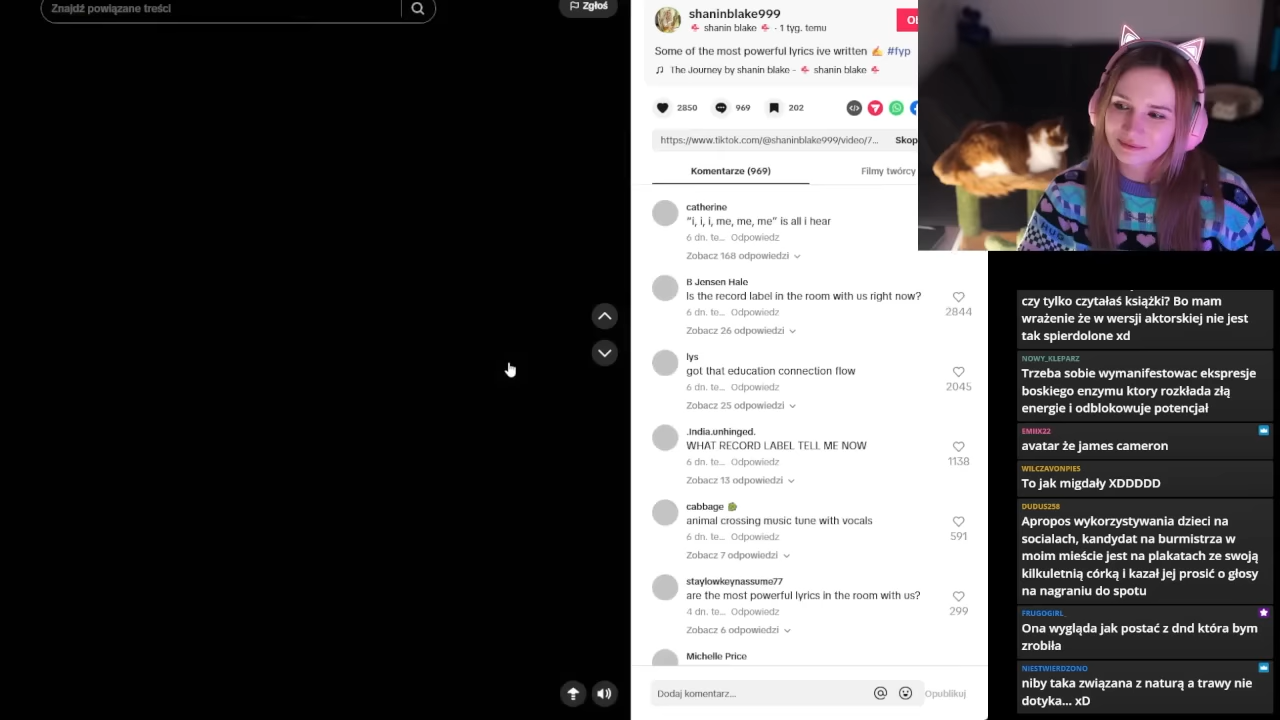 Znajdź powiązane treści
Zgłoś
shaninblake999
shanin blake · 1 tyg. temu
Some of the most powerful lyrics ive written ✍️ #fyp
♫ The Journey by shanin blake - shanin blake
2850
969
202
https://www.tiktok.com/@shaninblake999/video/7...
Skop
Komentarze (969)
Filmy twórcy
catherine
“i, i, i, me, me, me” is all i hear
6 dn. te... Odpowiedz
Zobacz 168 odpowiedzi
B Jensen Hale
Is the record label in the room with us right now?
2844
6 dn. te... Odpowiedz
Zobacz 26 odpowiedzi
lys
got that education connection flow
2045
6 dn. te... Odpowiedz
Zobacz 25 odpowiedzi
.India.unhinged.
WHAT RECORD LABEL TELL ME NOW
1138
6 dn. te... Odpowiedz
Zobacz 13 odpowiedzi
cabbage 🥬
animal crossing music tune with vocals
591
6 dn. te... Odpowiedz
Zobacz 7 odpowiedzi
staylowkeynassume77
are the most powerful lyrics in the room with us?
299
4 dn. te... Odpowiedz
Zobacz 6 odpowiedzi
Michelle Price
Dodaj komentarz...
Opublikuj
czy tylko czytałaś książki? Bo mam
wrażenie że w wersji aktorskiej nie jest
tak spierdolone xd
NOWY_KLEPARZ
Trzeba sobie wymanifestowac ekspresje
boskiego enzymu ktory rozkłada złą
energie i odblokowuje potencjał
EMIIX22
avatar że james cameron
WILCZAVONPIES
To jak migdały XDDDDD
DUDUS258
Apropos wykorzystywania dzieci na
socialach, kandydat na burmistrza w
moim mieście jest na plakatach ze swoją
kilkuletnią córką i kazał jej prosić o głosy
na nagraniu do spotu
FRUGOGIRL_
Ona wygląda jak postać z dnd która bym
zrobiła
NIESTWIERDZONO
niby taka związana z naturą a trawy nie
dotyka... xD